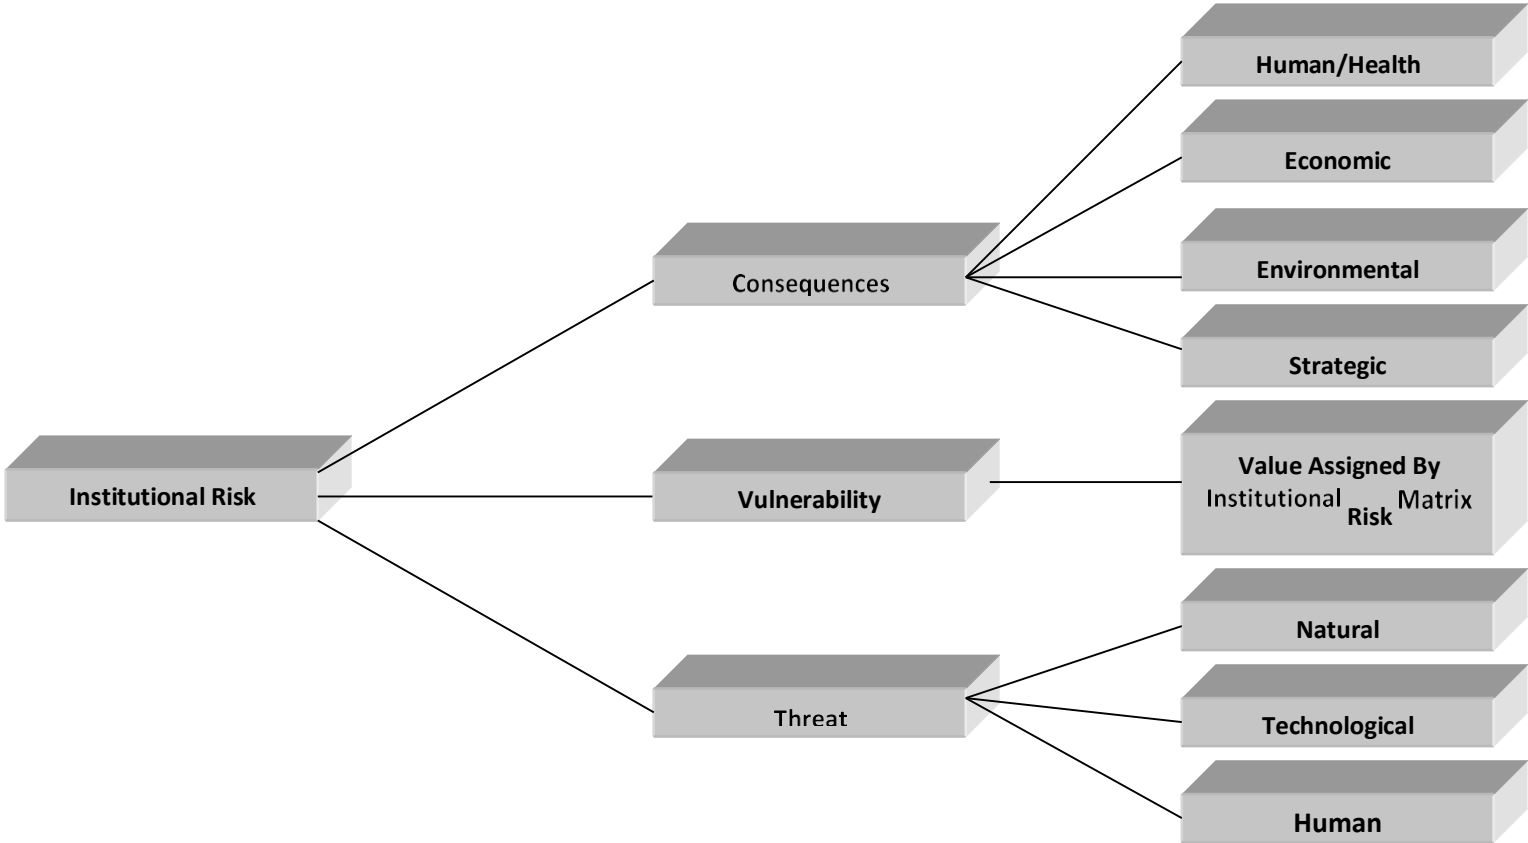 Human/Health
Economic
Consequences
Environmental
Strategic
Institutional Risk
Vulnerability
Value Assigned By
Institutional Risk Matrix
Natural
Threat
Technological
Human